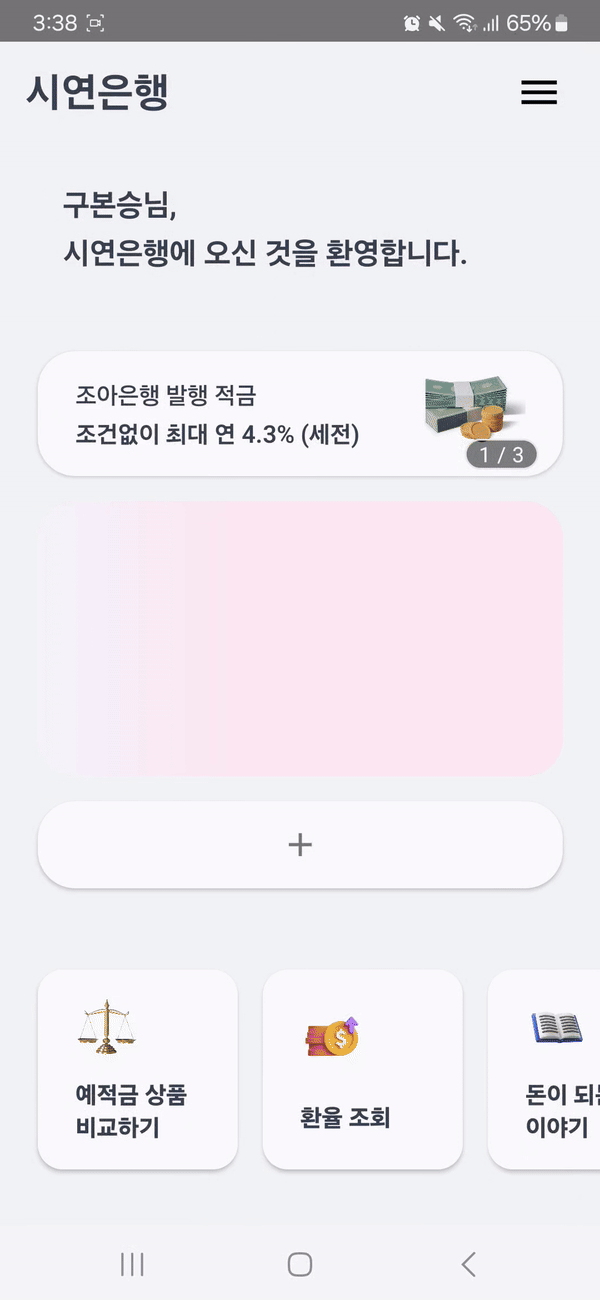 3:38
65%
시연은행
구본승님,
시연은행에 오신 것을 환영합니다.
조아은행 발행 적금
조건없이 최대 연 4.3% (세전)
1 / 3
+
예적금 상품
비교하기
환율 조회
돈이
이야기